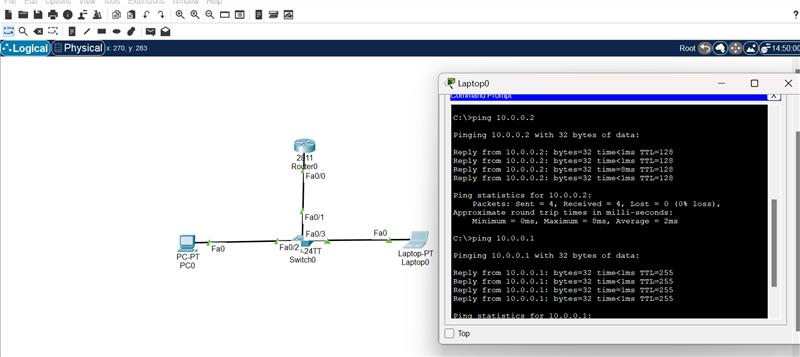 File Edit Options View Tools Extensions Window Help
Logical Physical x: 270, y: 283
Root 14:50:00
Laptop0
Command Prompt X
C:\>ping 10.0.0.2
Pinging 10.0.0.2 with 32 bytes of data:
Reply from 10.0.0.2: bytes=32 time<1ms TTL=128
Reply from 10.0.0.2: bytes=32 time<1ms TTL=128
Reply from 10.0.0.2: bytes=32 time=8ms TTL=128
Reply from 10.0.0.2: bytes=32 time<1ms TTL=128
Ping statistics for 10.0.0.2:
Packets: Sent = 4, Received = 4, Lost = 0 (0% loss),
Approximate round trip times in milli-seconds:
Minimum = 0ms, Maximum = 8ms, Average = 2ms
C:\>ping 10.0.0.1
Pinging 10.0.0.1 with 32 bytes of data:
Reply from 10.0.0.1: bytes=32 time<1ms TTL=255
Reply from 10.0.0.1: bytes=32 time<1ms TTL=255
Reply from 10.0.0.1: bytes=32 time=1ms TTL=255
Reply from 10.0.0.1: bytes=32 time<1ms TTL=255
Ping statistics for 10.0.0.1:
Top
2811
Router0
Fa0/0
Fa0/1
Fa0/3
Fa0/2
-24TT
Switch0
Fa0
PC-PT
PC0
Fa0
Laptop-PT
Laptop0